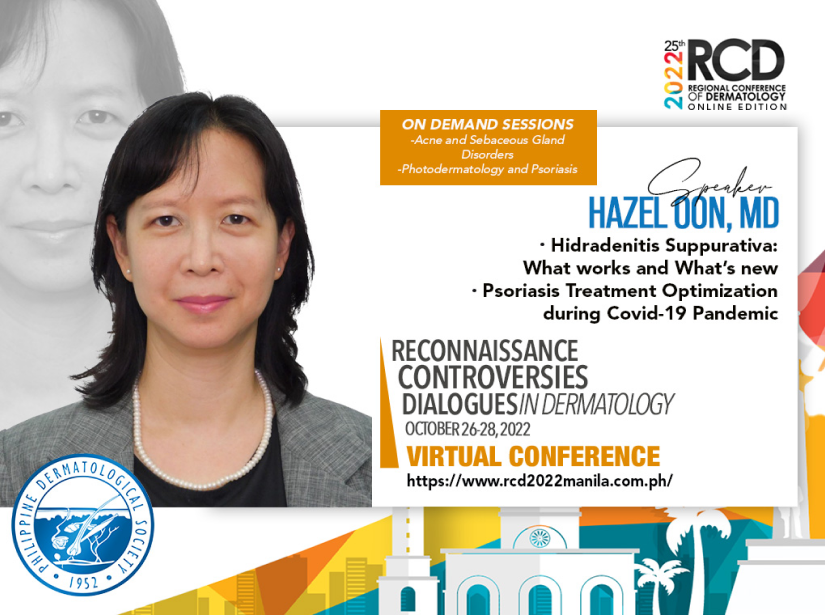 25th
2022
RCD
REGIONAL CONFERENCE
OF DERMATOLOGY
ONLINE EDITION
ON DEMAND SESSIONS
-Acne and Sebaceous Gland
Disorders
-Photodermatology and Psoriasis
Speaker
HAZEL OON, MD
· Hidradenitis Suppurativa:
What works and What's new
· Psoriasis Treatment Optimization
during Covid-19 Pandemic
RECONNAISSANCE
CONTROVERSIES
DIALOGUES IN DERMATOLOGY
OCTOBER 26-28, 2022
VIRTUAL CONFERENCE
https://www.rcd2022manila.com.ph/
PHILIPPINE DERMATOLOGICAL SOCIETY
• 1952 •